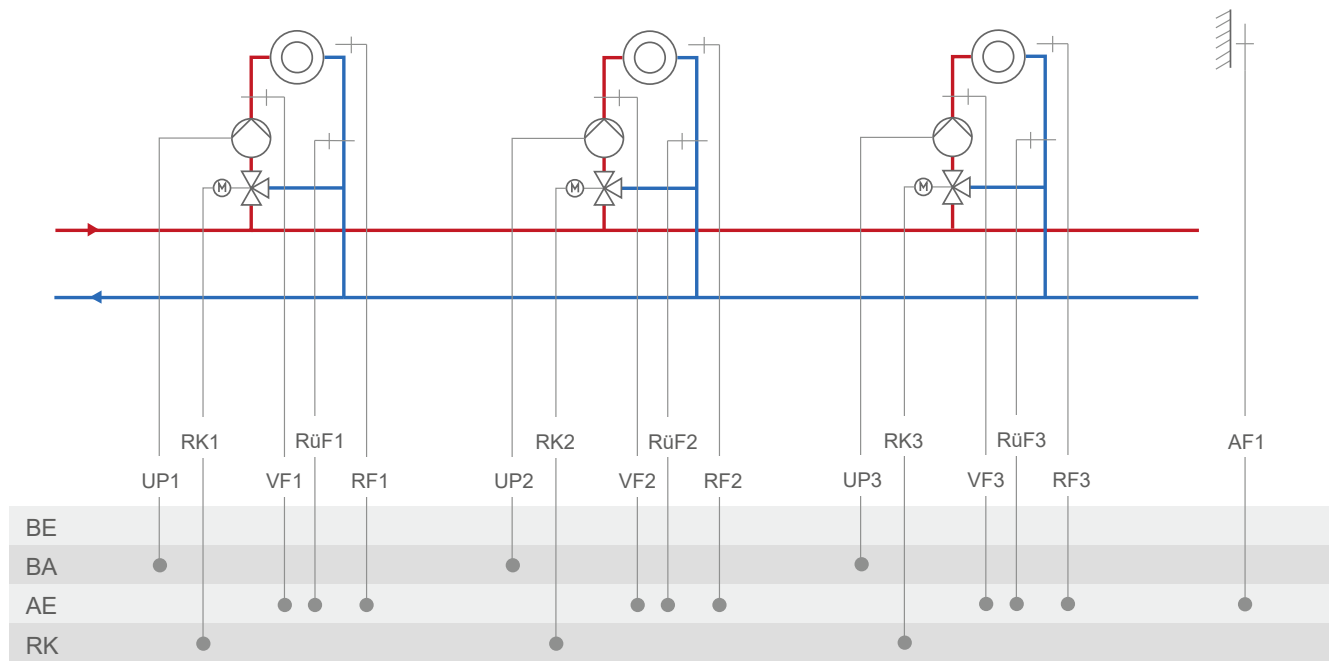 M M M
RK1 RüF1 RK2 RüF2 RK3 RüF3 AF1
UP1 VF1 RF1 UP2 VF2 RF2 UP3 VF3 RF3
BE
BA
AE
RK